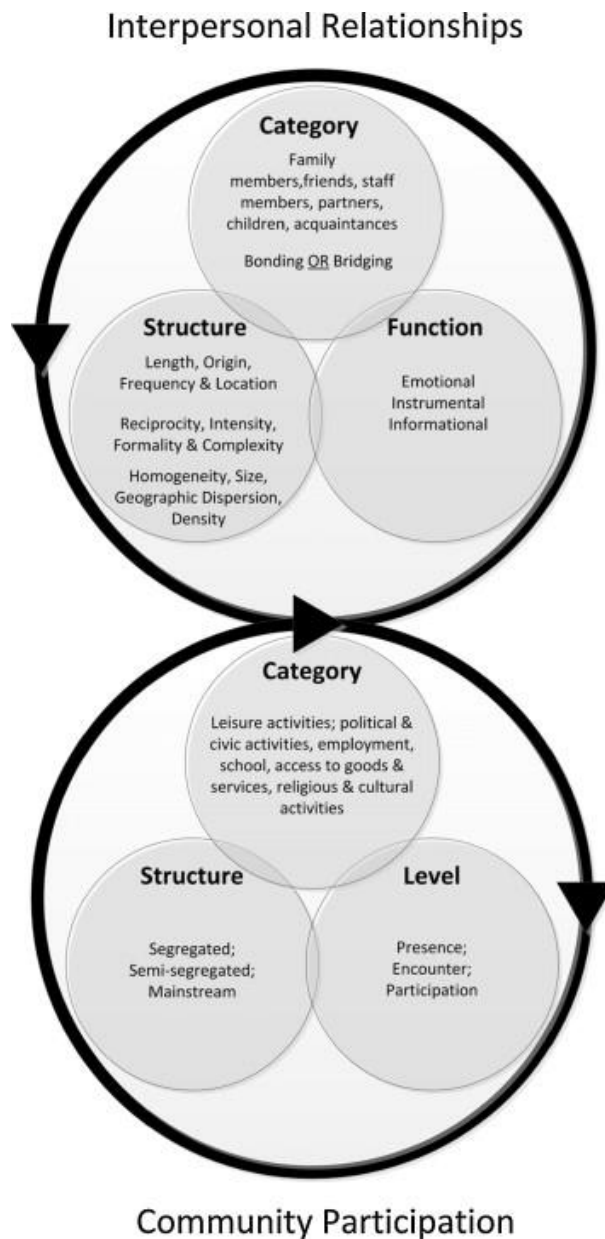 Interpersonal Relationships
Category
Family
members,friends, staff
members, partners,
children, acquaintances
Bonding OR Bridging
Structure
Length, Origin,
Frequency & Location
Reciprocity, Intensity,
Formality & Complexity
Homogeneity, Size,
Geographic Dispersion,
Density
Function
Emotional
Instrumental
Informational
Category
Leisure activities; political &
civic activities, employment,
school, access to goods &
services, religious & cultural
activities
Structure
Segregated;
Semi-segregated;
Mainstream
Level
Presence;
Encounter;
Participation
Community Participation